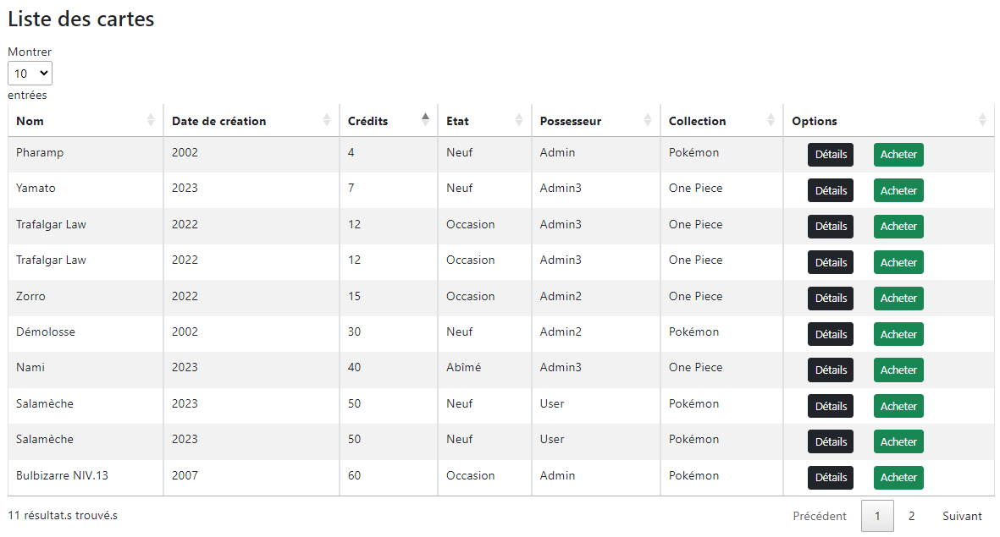 Liste des cartes
Montrer
10
entrées
Nom Date de création Crédits Etat Possesseur Collection Options
Pharamp 2002 4 Neuf Admin Pokémon Détails Acheter
Yamato 2023 7 Neuf Admin3 One Piece Détails Acheter
Trafalgar Law 2022 12 Occasion Admin3 One Piece Détails Acheter
Trafalgar Law 2022 12 Occasion Admin3 One Piece Détails Acheter
Zorro 2022 15 Occasion Admin2 One Piece Détails Acheter
Démolosse 2002 30 Neuf Admin2 Pokémon Détails Acheter
Nami 2023 40 Abîmé Admin3 One Piece Détails Acheter
Salamèche 2023 50 Neuf User Pokémon Détails Acheter
Salamèche 2023 50 Neuf User Pokémon Détails Acheter
Bulbizarre NIV.13 2007 60 Occasion Admin Pokémon Détails Acheter
11 résultat.s trouvé.s Précédent 1 2 Suivant